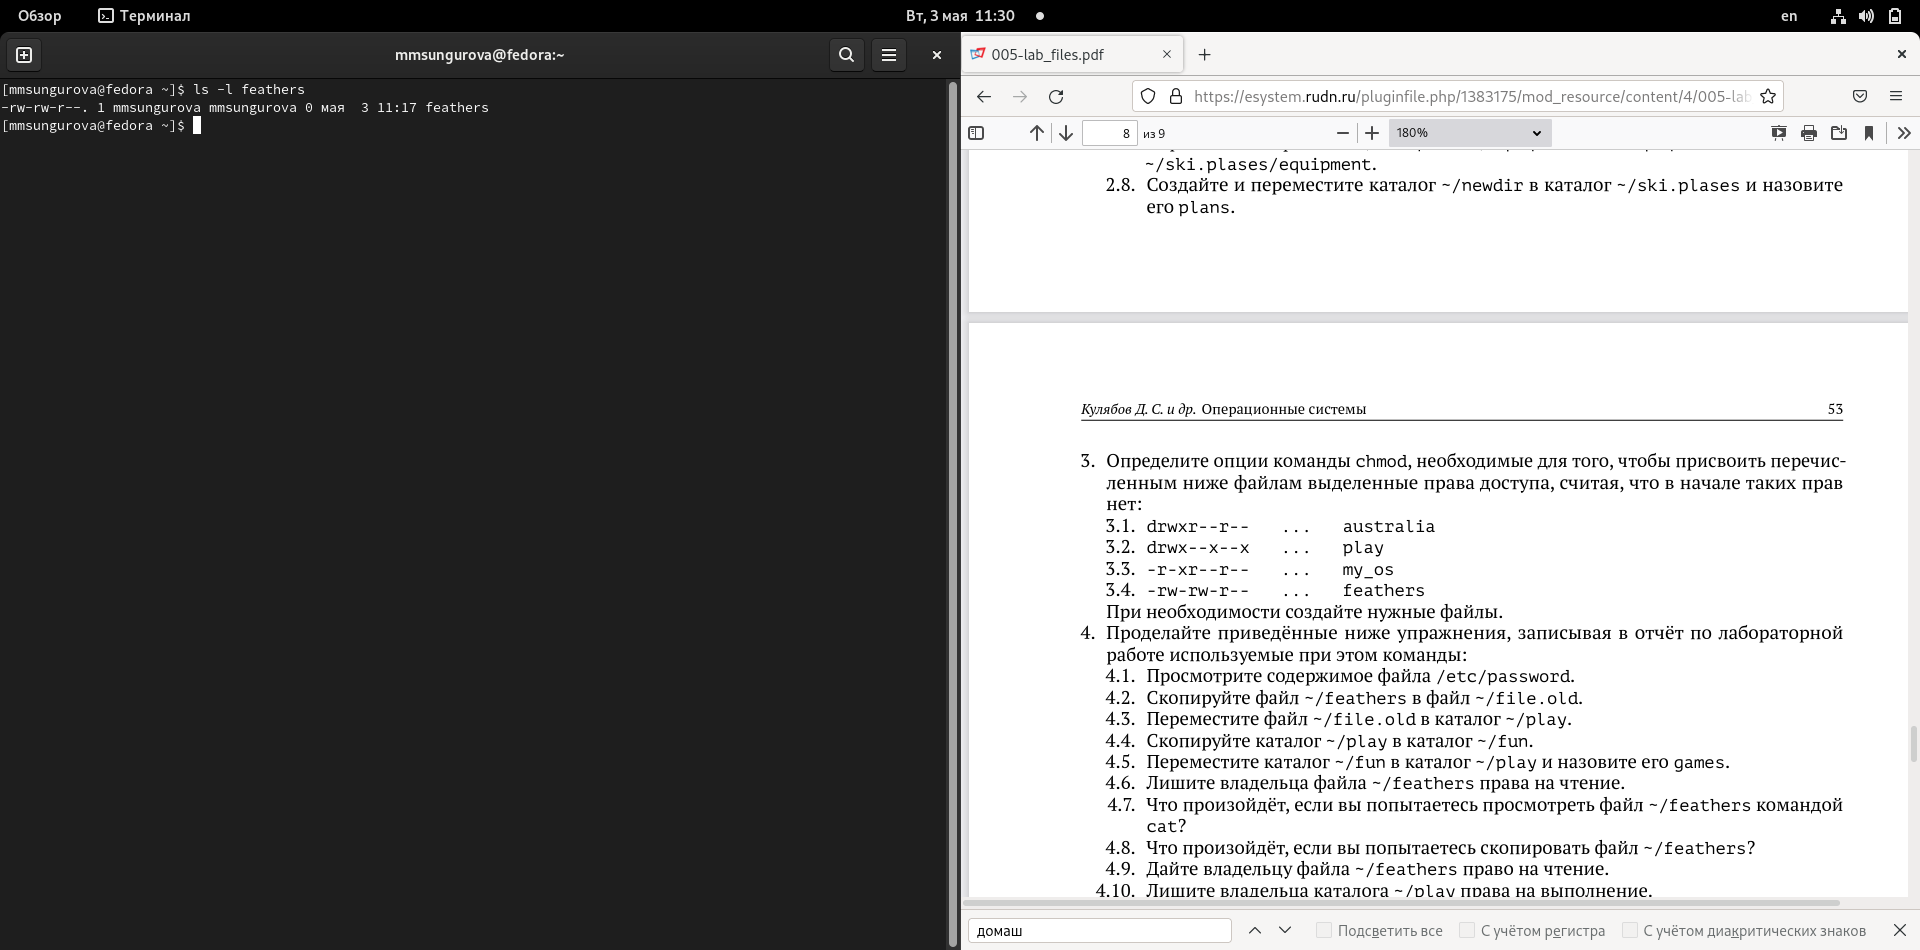 Обзор Терминал Вт, 3 мая 11:30 en
mmsungurova@fedora:~
[mmsungurova@fedora ~]$ ls -l feathers
-rw-rw-r--. 1 mmsungurova mmsungurova 0 мая  3 11:17 feathers
[mmsungurova@fedora ~]$
005-lab_files.pdf
https://esystem.rudn.ru/pluginfile.php/1383175/mod_resource/content/4/005-lab
8 из 9 180%
~/ski.plases/equipment.
2.8. Создайте и переместите каталог ~/newdir в каталог ~/ski.plases и назовите
его plans.
Кулябов Д. С. и др. Операционные системы 53
3. Определите опции команды chmod, необходимые для того, чтобы присвоить перечис-
ленным ниже файлам выделенные права доступа, считая, что в начале таких прав
нет:
3.1. drwxr--r-- ... australia
3.2. drwx--x--x ... play
3.3. -r-xr--r-- ... my_os
3.4. -rw-rw-r-- ... feathers
При необходимости создайте нужные файлы.
4. Проделайте приведённые ниже упражнения, записывая в отчёт по лабораторной
работе используемые при этом команды:
4.1. Просмотрите содержимое файла /etc/password.
4.2. Скопируйте файл ~/feathers в файл ~/file.old.
4.3. Переместите файл ~/file.old в каталог ~/play.
4.4. Скопируйте каталог ~/play в каталог ~/fun.
4.5. Переместите каталог ~/fun в каталог ~/play и назовите его games.
4.6. Лишите владельца файла ~/feathers права на чтение.
4.7. Что произойдёт, если вы попытаетесь просмотреть файл ~/feathers командой
cat?
4.8. Что произойдёт, если вы попытаетесь скопировать файл ~/feathers?
4.9. Дайте владельцу файла ~/feathers право на чтение.
4.10. Лишите владельца каталога ~/play права на выполнение.
домаш Подсветить все С учётом регистра С учётом диакритических знаков